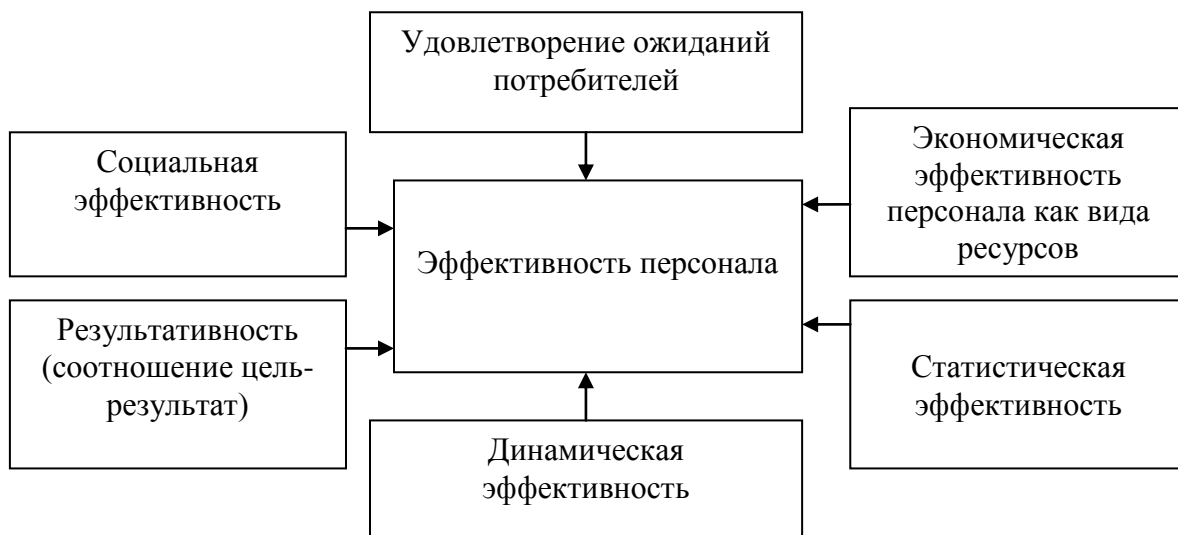 Удовлетворение ожиданий
потребителей
Социальная
эффективность
Экономическая
эффективность
персонала как вида
ресурсов
Эффективность персонала
Результативность
(соотношение цель-
результат)
Статистическая
эффективность
Динамическая
эффективность